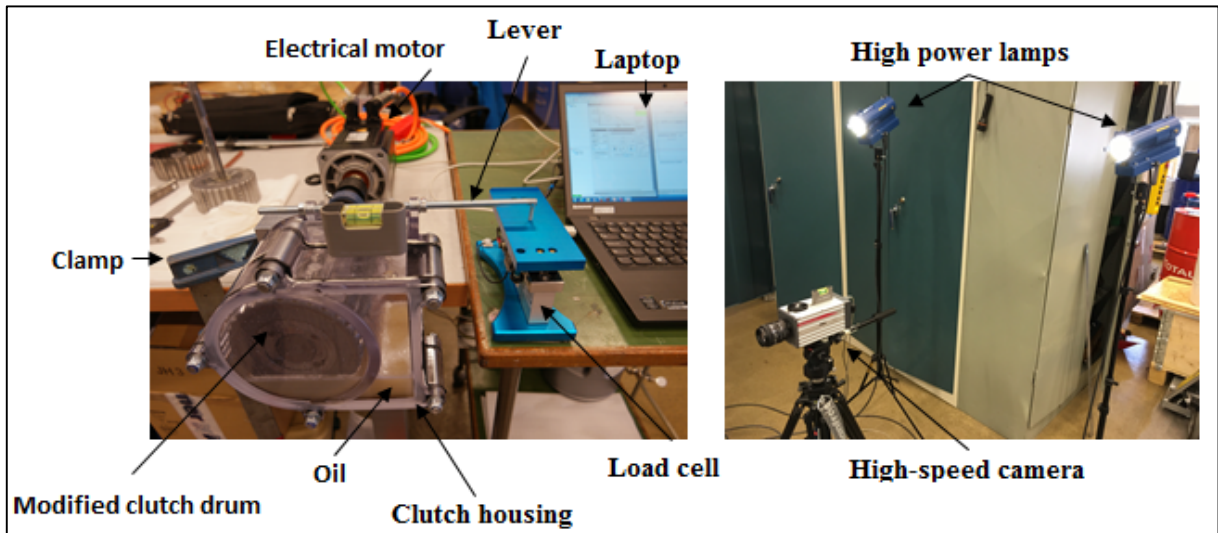 Electrical motor
Lever
Laptop
High power lamps
Clamp
Modified clutch drum
Oil
Clutch housing
Load cell
High-speed camera
TOTAL